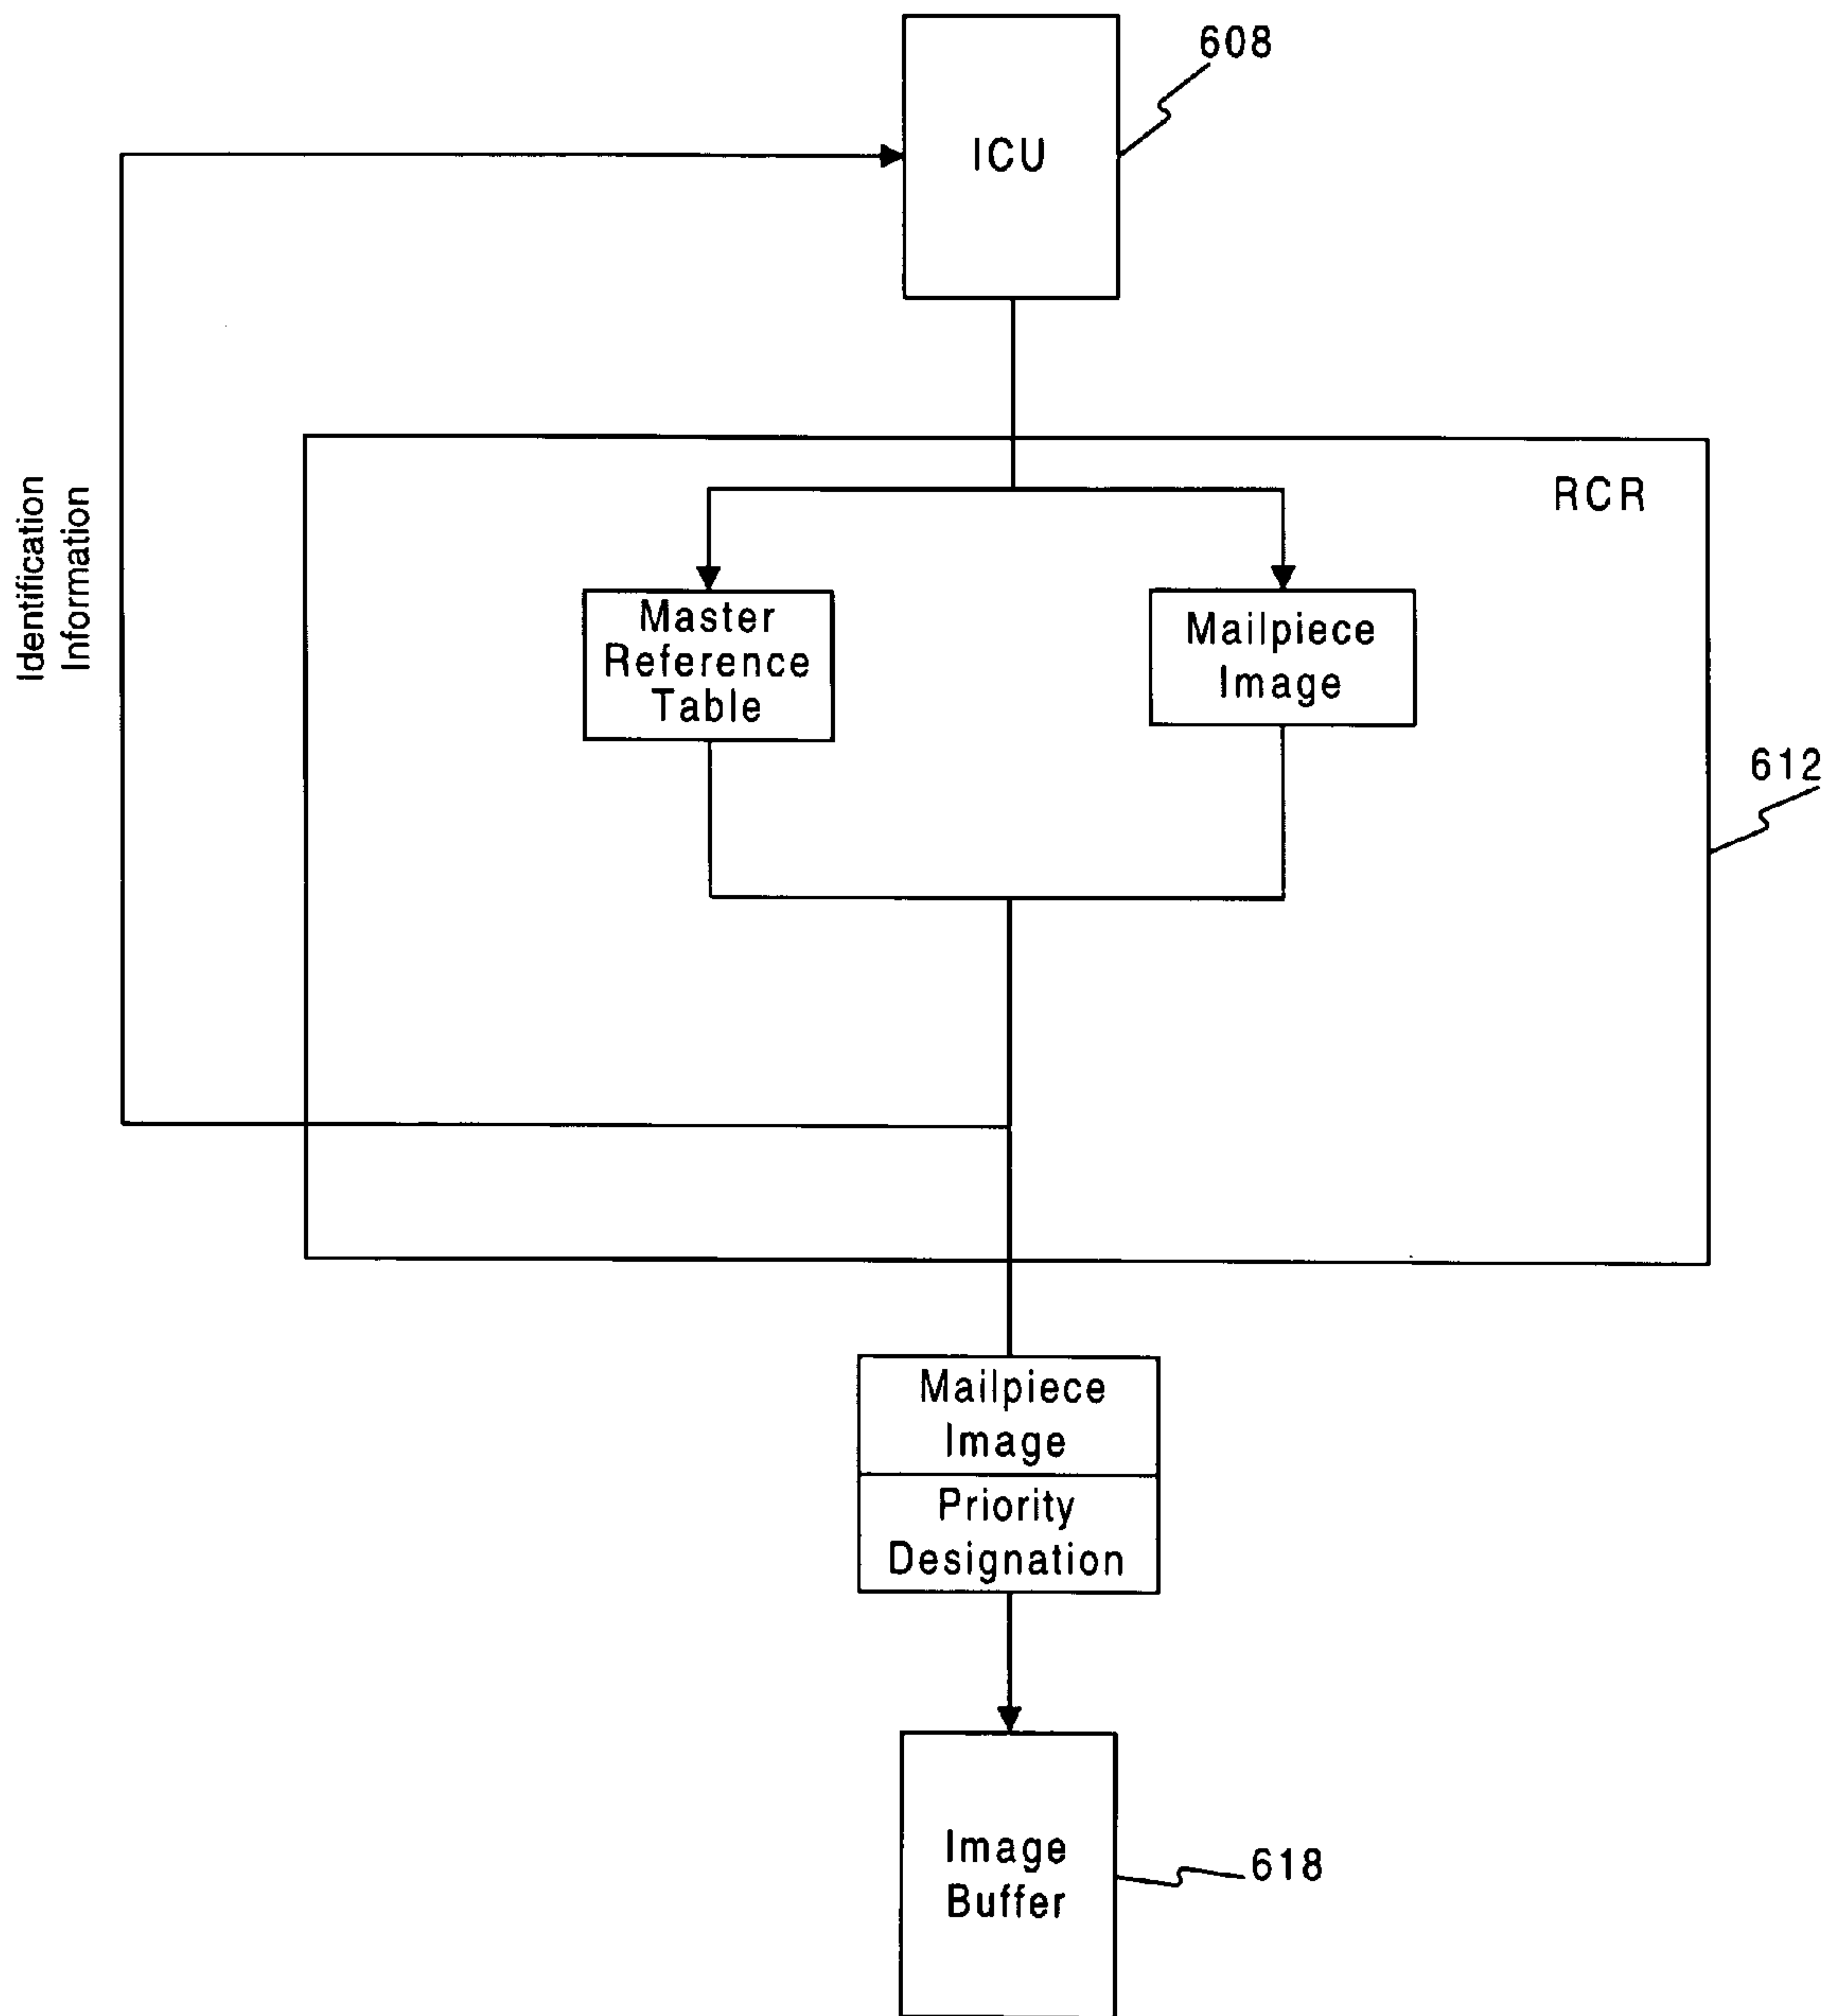 608
ICU
RCR
Identification
Information
Master
Reference
Table
Mailpiece
Image
612
Mailpiece
Image
Priority
Designation
Image
Buffer
618